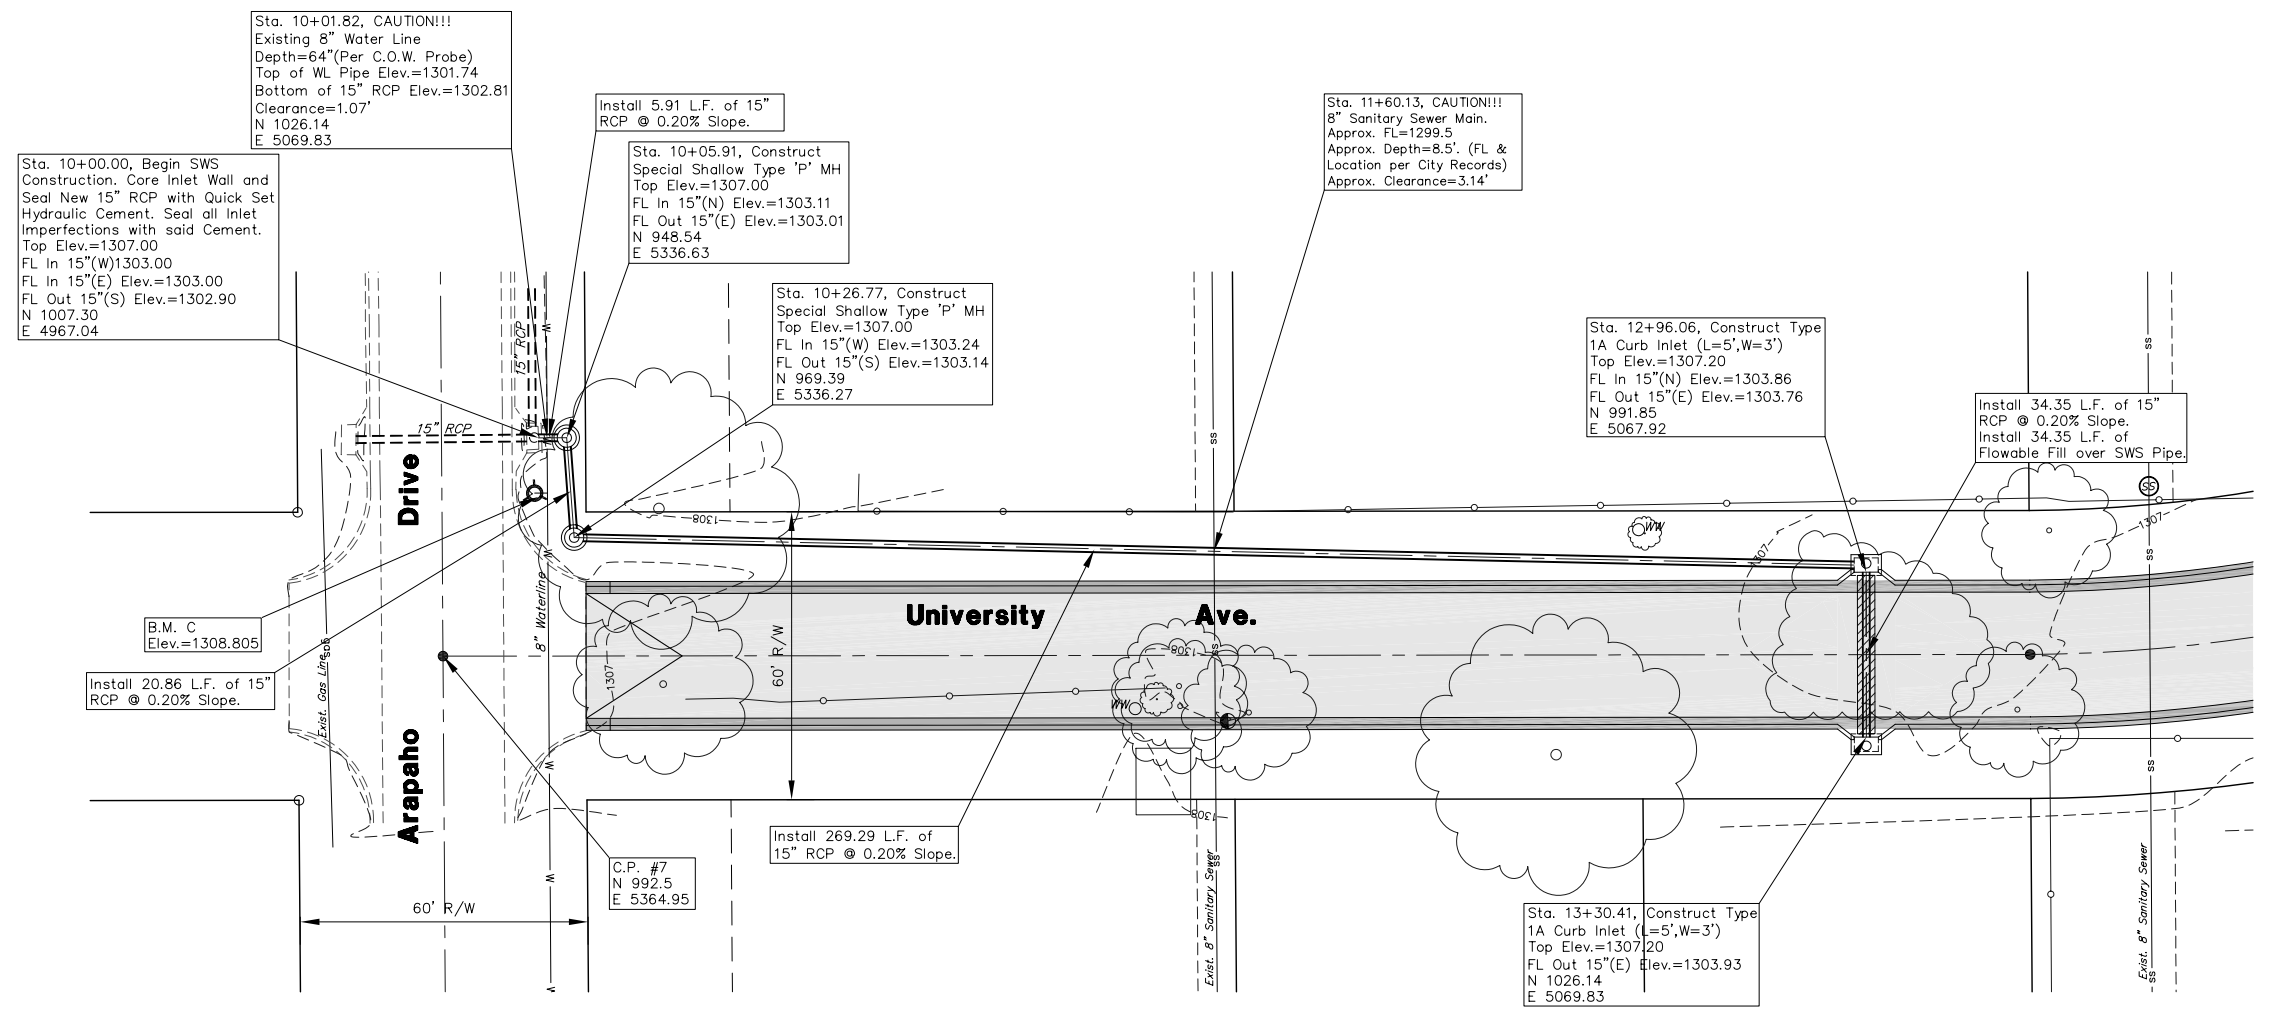 Sta. 10+01.82, CAUTION!!!
Existing 8" Water Line
Depth=64"(Per C.O.W. Probe)
Top of WL Pipe Elev.=1301.74
Bottom of 15" RCP Elev.=1302.81
Clearance=1.07'
N 1026.14
E 5069.83
Install 5.91 L.F. of 15"
RCP @ 0.20% Slope.
Sta. 11+60.13, CAUTION!!!
8" Sanitary Sewer Main.
Approx. FL=1299.5
Approx. Depth=8.5'. (FL &
Location per City Records)
Approx. Clearance=3.14'
Sta. 10+00.00, Begin SWS
Construction. Core Inlet Wall and
Seal New 15" RCP with Quick Set
Hydraulic Cement. Seal all Inlet
Imperfections with said Cement.
Top Elev.=1307.00
FL In 15"(W)1303.00
FL In 15"(E) Elev.=1303.00
FL Out 15"(S) Elev.=1302.90
N 1007.30
E 4967.04
Sta. 10+05.91, Construct
Special Shallow Type 'P' MH
Top Elev.=1307.00
FL In 15"(N) Elev.=1303.11
FL Out 15"(E) Elev.=1303.01
N 948.54
E 5336.63
Sta. 10+26.77, Construct
Special Shallow Type 'P' MH
Top Elev.=1307.00
FL In 15"(W) Elev.=1303.24
FL Out 15"(S) Elev.=1303.14
N 969.39
E 5336.27
Sta. 12+96.06, Construct Type
1A Curb Inlet (L=5',W=3')
Top Elev.=1307.20
FL In 15"(N) Elev.=1303.86
FL Out 15"(E) Elev.=1303.76
N 991.85
E 5067.92
Install 34.35 L.F. of 15"
RCP @ 0.20% Slope.
Install 34.35 L.F. of
Flowable Fill over SWS Pipe.
15" RCP
W
SS
SS
15" RCP
Drive
SS
1308
WW
1307
1307
W
SS
8" Waterline
University Ave.
B.M. C
Elev.=1308.805
Exist. Gas Line
GAS
60' R/W
1308
SS
1307
Install 20.86 L.F. of 15"
RCP @ 0.20% Slope.
WW
Arapaho
W
SS
1308
Install 269.29 L.F. of
15" RCP @ 0.20% Slope.
C.P. #7
N 992.5
E 5364.95
W
SS
60' R/W
Exist. 8" Sanitary Sewer
Exist. 8" Sanitary Sewer
Sta. 13+30.41, Construct Type
1A Curb Inlet (L=5',W=3')
Top Elev.=1307.20
FL Out 15"(E) Elev.=1303.93
N 1026.14
E 5069.83
W
SS